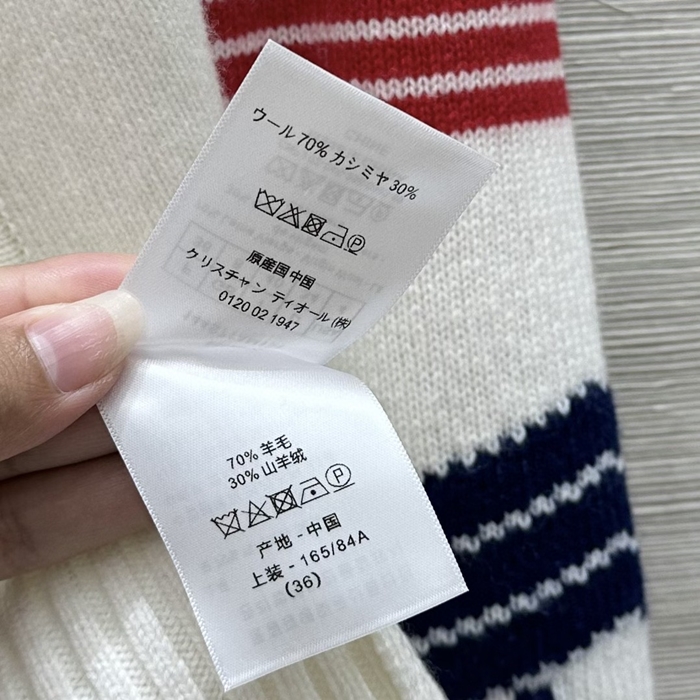 ウール 70% カシミヤ 30%
P
原産国 中国
クリスチャン ディオール (株)
0120 02 1947
70% 羊毛
30% 山羊绒
P
产地 - 中国
上装 - 165/84A
(36)